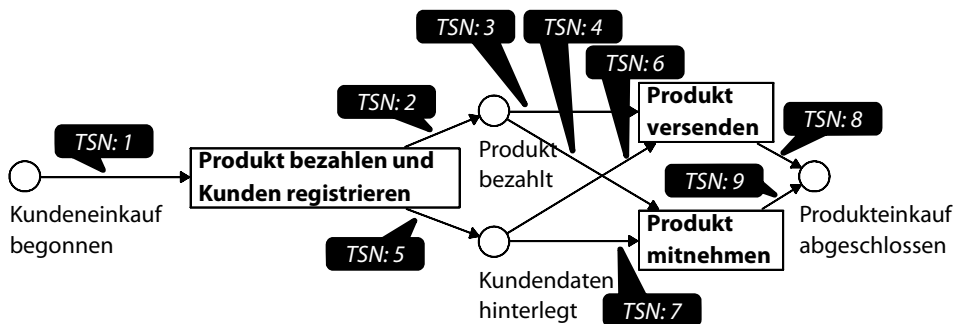 TSN: 3
TSN: 4
TSN: 6
TSN: 2
Produkt
versenden
TSN: 8
TSN: 1
Produkt bezahlen und
Kunden registrieren
Produkt
bezahlt
TSN: 9
Kundeneinkauf
begonnen
TSN: 5
Produkt
mitnehmen
Produkteinkauf
abgeschlossen
Kundendaten
hinterlegt
TSN: 7